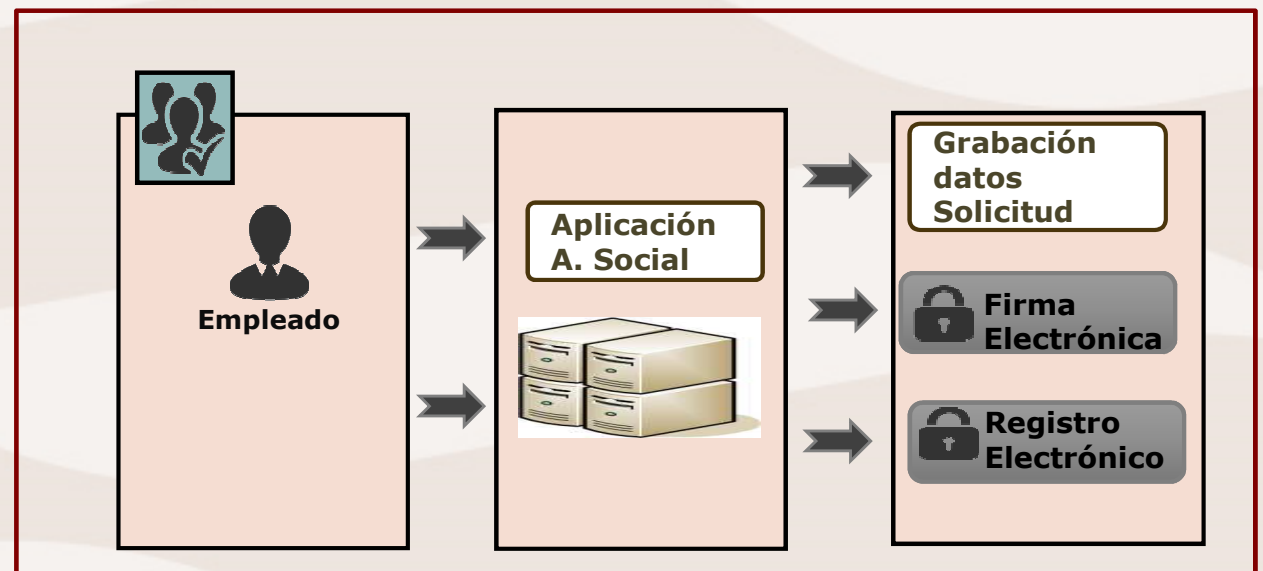 Empleado
Aplicación
A. Social
Grabación
datos
Solicitud
Firma
Electrónica
Registro
Electrónico